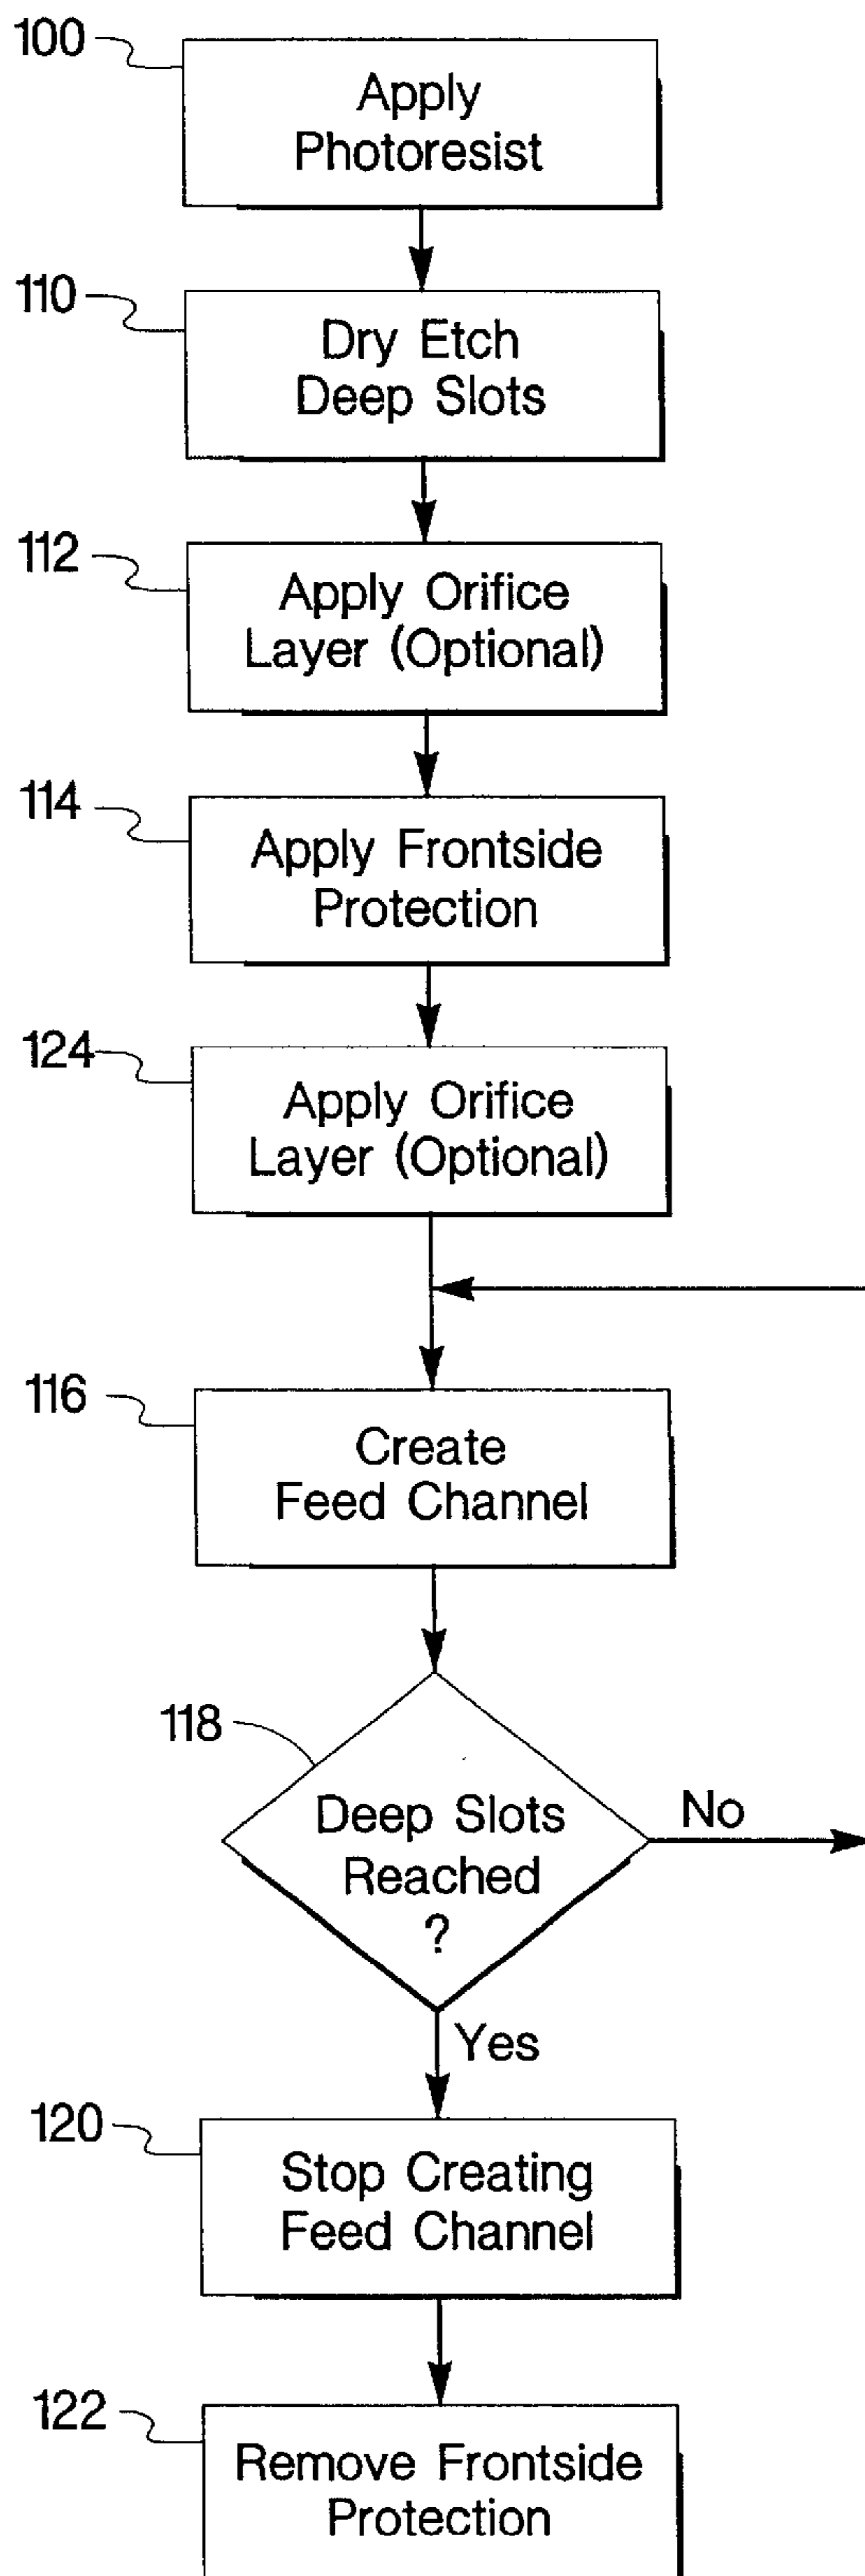 100
Apply
Photoresist
110
Dry Etch
Deep Slots
112
Apply Orifice
Layer (Optional)
114
Apply Frontside
Protection
124
Apply Orifice
Layer (Optional)
116
Create
Feed Channel
118
Deep Slots
Reached
?
No
Yes
120
Stop Creating
Feed Channel
122
Remove Frontside
Protection